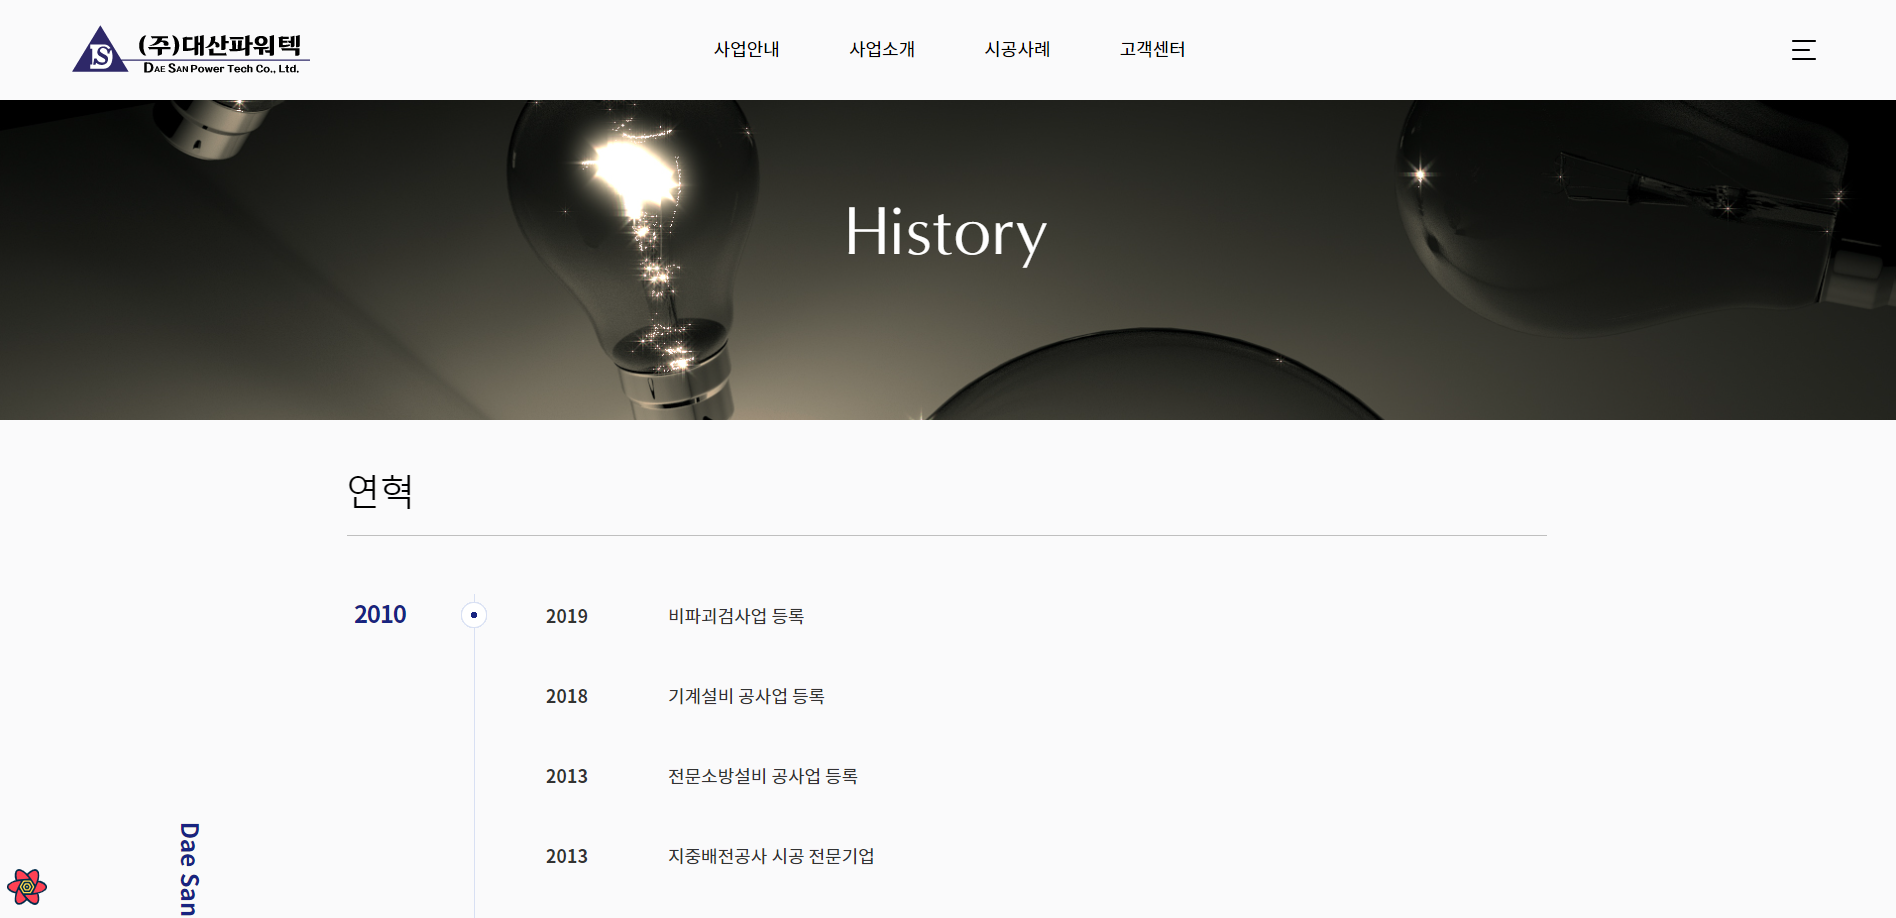 (주)대산파워텍
DAE SAN Power Tech Co., Ltd.
사업안내
사업소개
시공사례
고객센터
History
연혁
2010
2019 비파괴검사업 등록
2018 기계설비 공사업 등록
2013 전문소방설비 공사업 등록
2013 지중배전공사 시공 전문기업
Dae San